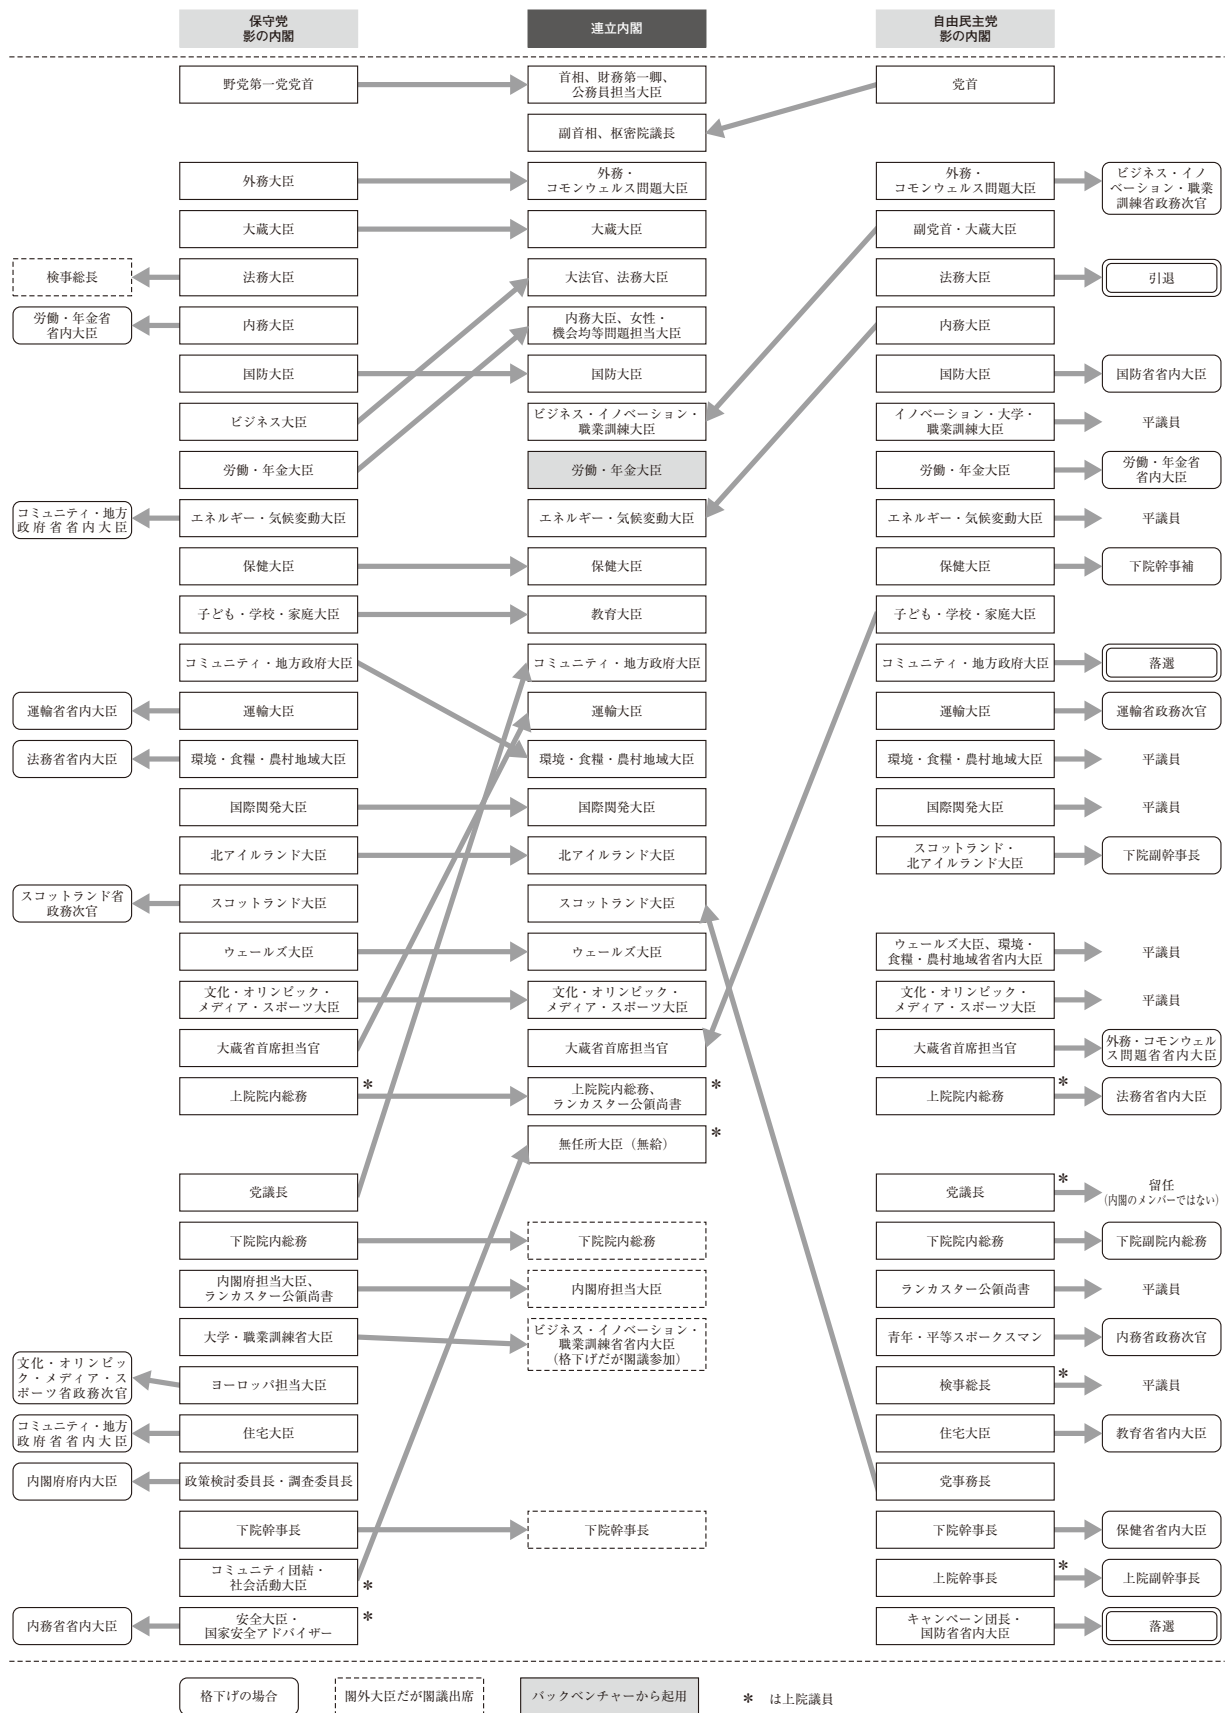 保守党
影の内閣
連立内閣
自由民主党
影の内閣
野党第一党党首
首相、財務第一卿、
公務員担当大臣
党首
副首相、枢密院議長
外務大臣
外務・
コモンウェルス問題大臣
外務・
コモンウェルス問題大臣
ビジネス・イノ
ベーション・職業
訓練省政務次官
大蔵大臣
大蔵大臣
副党首・大蔵大臣
検事総長
法務大臣
大法官、法務大臣
法務大臣
引退
労働・年金省
省内大臣
内務大臣
内務大臣、女性・
機会均等問題担当大臣
内務大臣
国防大臣
国防大臣
国防大臣
国防省省内大臣
ビジネス大臣
ビジネス・イノベーション・
職業訓練大臣
イノベーション・大学・
職業訓練大臣
平議員
労働・年金大臣
労働・年金大臣
労働・年金大臣
労働・年金省
省内大臣
コミュニティ・地方
政府省省内大臣
エネルギー・気候変動大臣
エネルギー・気候変動大臣
エネルギー・気候変動大臣
平議員
保健大臣
保健大臣
保健大臣
下院幹事補
子ども・学校・家庭大臣
教育大臣
子ども・学校・家庭大臣
コミュニティ・地方政府大臣
コミュニティ・地方政府大臣
コミュニティ・地方政府大臣
落選
運輸省省内大臣
運輸大臣
運輸大臣
運輸大臣
運輸省政務次官
法務省省内大臣
環境・食糧・農村地域大臣
環境・食糧・農村地域大臣
環境・食糧・農村地域大臣
平議員
国際開発大臣
国際開発大臣
国際開発大臣
平議員
北アイルランド大臣
北アイルランド大臣
スコットランド・
北アイルランド大臣
下院副幹事長
スコットランド省
政務次官
スコットランド大臣
スコットランド大臣
ウェールズ大臣
ウェールズ大臣
ウェールズ大臣、環境・
食糧・農村地域省省内大臣
平議員
文化・オリンピック・
メディア・スポーツ大臣
文化・オリンピック・
メディア・スポーツ大臣
文化・オリンピック・
メディア・スポーツ大臣
平議員
大蔵省首席担当官
大蔵省首席担当官
大蔵省首席担当官
外務・コモンウェル
ス問題省省内大臣
上院院内総務
*
上院院内総務、
ランカスター公領尚書
*
上院院内総務
*
法務省省内大臣
無任所大臣（無給）
*
党議長
党議長
*
留任
（内閣のメンバーではない）
下院院内総務
下院院内総務
下院院内総務
下院副院内総務
内閣府担当大臣、
ランカスター公領尚書
内閣府担当大臣
ランカスター公領尚書
平議員
大学・職業訓練省大臣
ビジネス・イノベーション・
職業訓練省省内大臣
（格下げだが閣議参加）
青年・平等スポークスマン
内務省政務次官
文化・オリンピッ
ク・メディア・ス
ポーツ省政務次官
ヨーロッパ担当大臣
検事総長
*
平議員
コミュニティ・地方
政府省省内大臣
住宅大臣
住宅大臣
教育省省内大臣
内閣府府内大臣
政策検討委員長・調査委員長
党事務長
下院幹事長
下院幹事長
下院幹事長
保健省省内大臣
コミュニティ団結・
社会活動大臣
*
上院幹事長
*
上院副幹事長
内務省省内大臣
安全大臣・
国家安全アドバイザー
*
キャンペーン団長・
国防省省内大臣
落選
格下げの場合
閣外大臣だが閣議出席
バックベンチャーから起用
* は上院議員